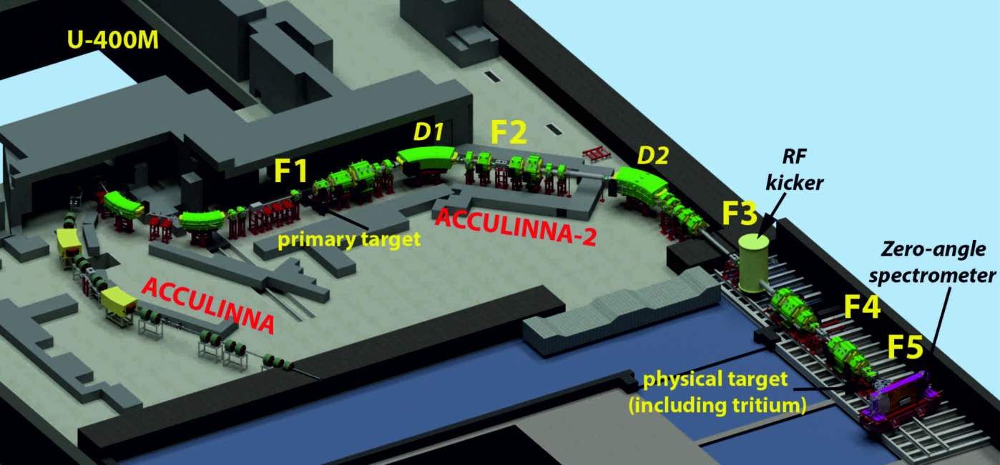 U-400M
D1
F2
F1
D2
RF
kicker
F3
primary target
ACCULINNA-2
Zero-angle
spectrometer
ACCULINNA
F4
F5
physical target
(including tritium)